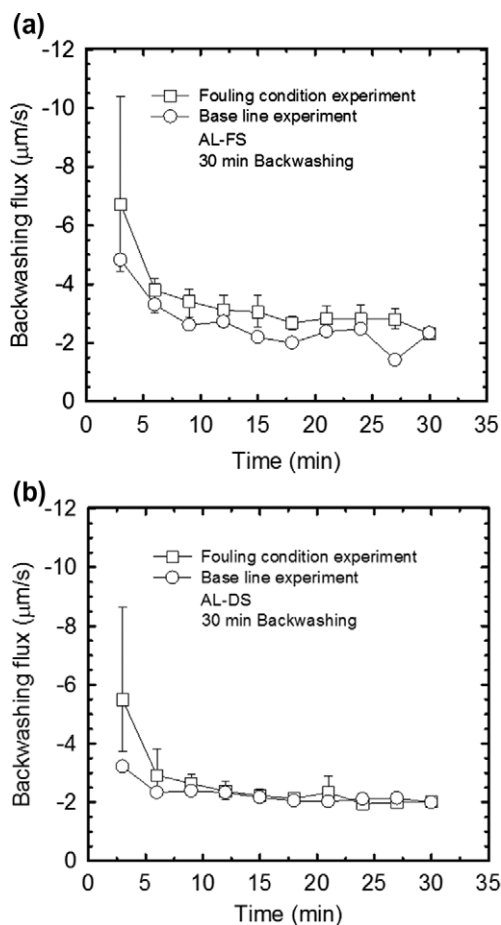 (a)
-12
-10
-8
-6
-4
-2
0
Backwashing flux (μm/s)
Fouling condition experiment
Base line experiment
AL-FS
30 min Backwashing
0 5 10 15 20 25 30 35
Time (min)
(b)
-12
-10
-8
-6
-4
-2
0
Backwashing flux (μm/s)
Fouling condition experiment
Base line experiment
AL-DS
30 min Backwashing
0 5 10 15 20 25 30 35
Time (min)